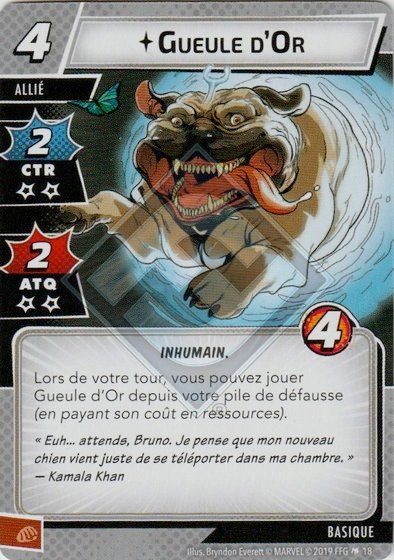 4
Gueule d'Or
ALLIÉ
2
CTR
2
ATQ
4
INHUMAIN.
Lors de votre tour, vous pouvez jouer
Gueule d'Or depuis votre pile de défausse
(en payant son coût en ressources).
« Euh... attends, Bruno. Je pense que mon nouveau
chien vient juste de se téléporter dans ma chambre. »
— Kamala Khan
BASIQUE
Illus. Bryndon Everett © MARVEL © 2019 FFG 18